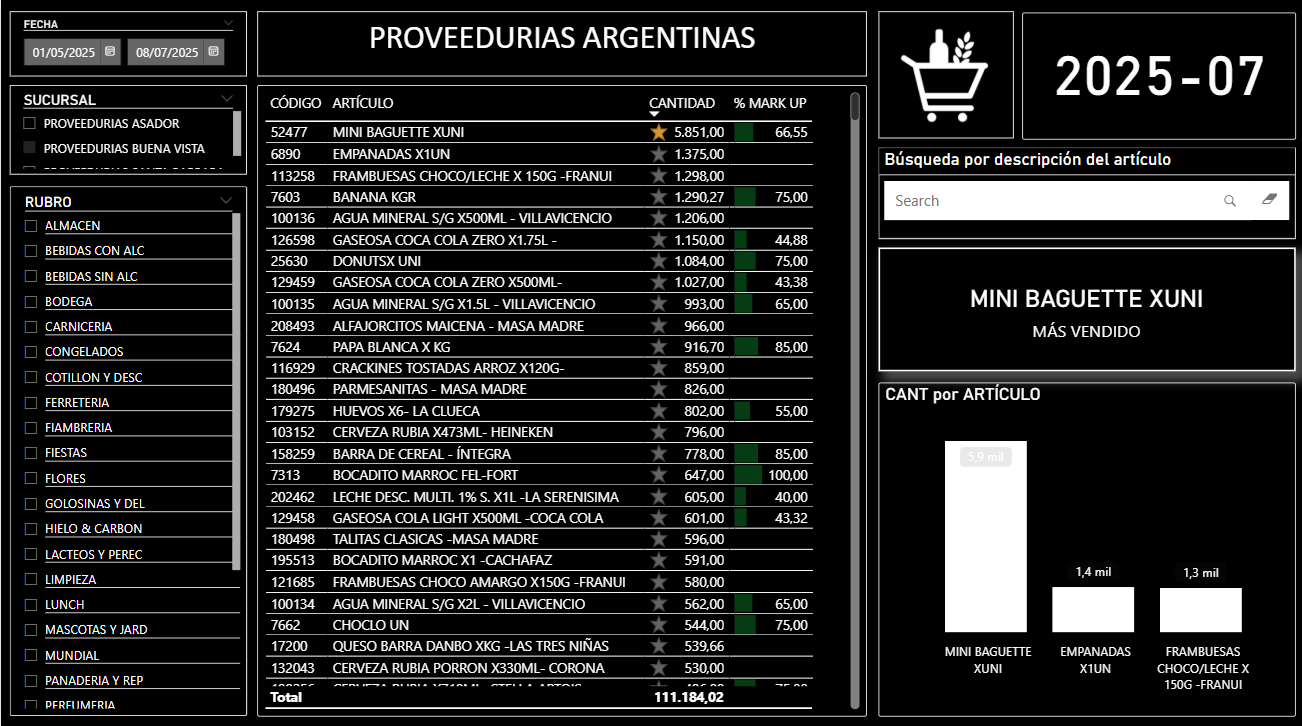 FECHA
01/05/2025
08/07/2025
SUCURSAL
PROVEEDURIAS ASADOR
PROVEEDURIAS BUENA VISTA
RUBRO
ALMACEN
BEBIDAS CON ALC
BEBIDAS SIN ALC
BODEGA
CARNICERIA
CONGELADOS
COTILLON Y DESC
FERRETERIA
FIAMBRERIA
FIESTAS
FLORES
GOLOSINAS Y DEL
HIELO & CARBON
LACTEOS Y PEREC
LIMPIEZA
LUNCH
MASCOTAS Y JARD
MUNDIAL
PANADERIA Y REP
PERFUMERIA
PROVEEDURIAS ARGENTINAS
CÓDIGO ARTÍCULO CANTIDAD % MARK UP
52477 MINI BAGUETTE XUNI 5.851,00 66,55
6890 EMPANADAS X1UN 1.375,00
113258 FRAMBUESAS CHOCO/LECHE X 150G -FRANUI 1.298,00
7603 BANANA KGR 1.290,27 75,00
100136 AGUA MINERAL S/G X500ML - VILLAVICENCIO 1.206,00
126598 GASEOSA COCA COLA ZERO X1.75L - 1.150,00 44,88
25630 DONUTSX UNI 1.084,00 75,00
129459 GASEOSA COCA COLA ZERO X500ML- 1.027,00 43,38
100135 AGUA MINERAL S/G X1.5L - VILLAVICENCIO 993,00 65,00
208493 ALFAJORCITOS MAICENA - MASA MADRE 966,00
7624 PAPA BLANCA X KG 916,70 85,00
116929 CRACKINES TOSTADAS ARROZ X120G- 859,00
180496 PARMESANITAS - MASA MADRE 826,00
179275 HUEVOS X6- LA CLUECA 802,00 55,00
103152 CERVEZA RUBIA X473ML- HEINEKEN 796,00
158259 BARRA DE CEREAL - ÍNTEGRA 778,00 85,00
7313 BOCADITO MARROC FEL-FORT 647,00 100,00
202462 LECHE DESC. MULTI. 1% S. X1L -LA SERENISIMA 605,00 40,00
129458 GASEOSA COLA LIGHT X500ML -COCA COLA 601,00 43,32
180498 TALITAS CLASICAS -MASA MADRE 596,00
195513 BOCADITO MARROC X1 -CACHAFAZ 591,00
121685 FRAMBUESAS CHOCO AMARGO X150G -FRANUI 580,00
100134 AGUA MINERAL S/G X2L - VILLAVICENCIO 562,00 65,00
7662 CHOCLO UN 544,00 75,00
17200 QUESO BARRA DANBO XKG -LAS TRES NIÑAS 539,66
132043 CERVEZA RUBIA PORRON X330ML- CORONA 530,00
Total 111.184,02
2025-07
Búsqueda por descripción del artículo
Search
MINI BAGUETTE XUNI
MÁS VENDIDO
CANT por ARTÍCULO
5,9 mil
1,4 mil
1,3 mil
MINI BAGUETTE
XUNI
EMPANADAS
X1UN
FRAMBUESAS
CHOCO/LECHE X
150G -FRANUI